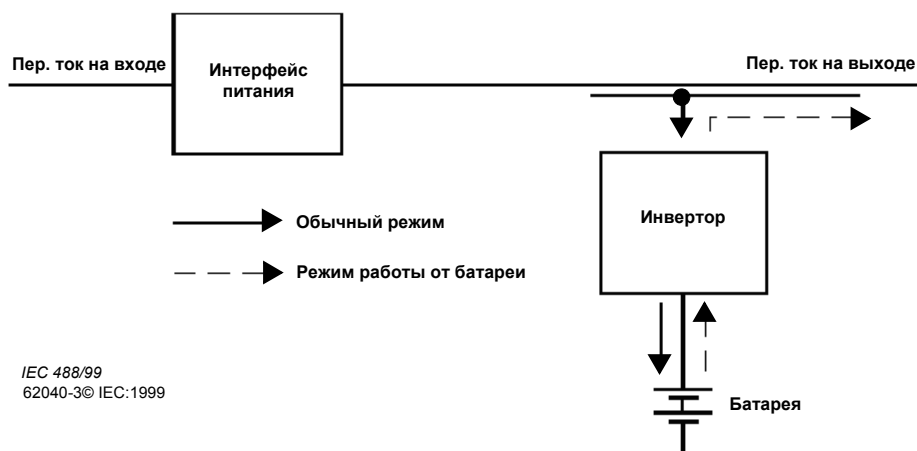 Пер. ток на входе
Интерфейс
питания
Пер. ток на выходе
Инвертор
Обычный режим
Режим работы от батареи
IEC 488/99
62040-3© IEC:1999
Батарея